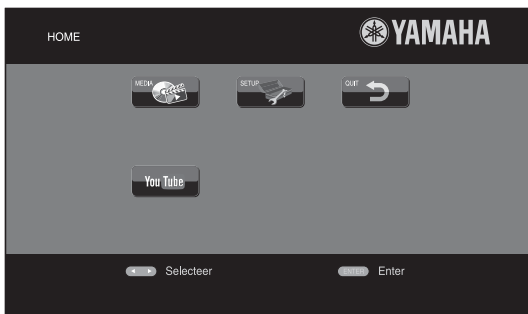 HOME
YAMAHA
MEDIA
SETUP
QUIT
You Tube
Selecteer
ENTER Enter